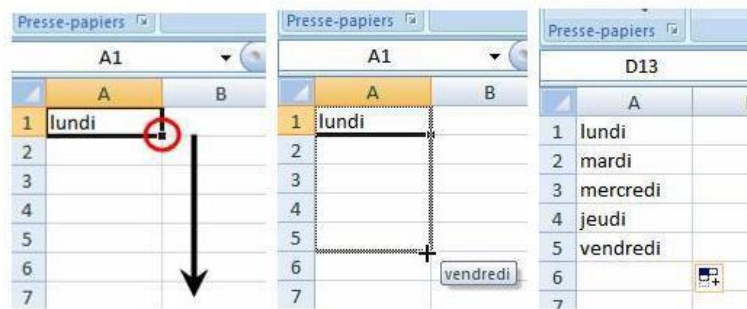 Presse-papiers
A1
A B
1 lundi
2
3
4
5
6
7
Presse-papiers
A1
A B
1 lundi
2
3
4
5
6 vendredi
7
Presse-papiers
D13
A
1 lundi
2 mardi
3 mercredi
4 jeudi
5 vendredi
6
7